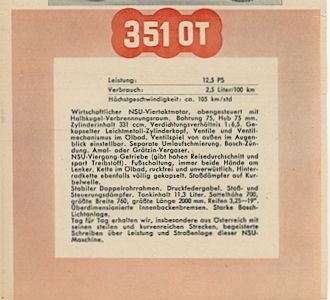 351 OT
Leistung: 12,5 PS
Verbrauch: 2,5 Liter/100 km
Höchstgeschwindigkeit: ca. 105 km/std
Wirtschaftlicher NSU-Viertaktmotor, obengesteuert mit
Halbkugel-Verbrennungsraum, Bohrung 75, Hub 75 mm,
Zylinderinhalt 331 ccm, Verdichtungsverhältnis 1:6,5. Ge-
kapselter Leichtmetall-Zylinderkopf, Ventile und Ventil-
mechanismus im Ölbad. Ventilspiel von außen im Augen-
blick einstellbar. Separate Umlaufschmierung, Bosch-Zün-
dung, Amal- oder Grätzin-Vergaser.
NSU-Viergang-Getriebe (gibt hohen Reisedurchschnitt und
spart Treibstoff). Fußschaltung, immer beide Hände am
Lenker, Kette im Ölbad, ruckfrei und unverwüstlich. Hinter-
radkette ebenfalls völlig gekapselt, Stoßdämpfer auf Kur-
belwelle.
Stabiler Doppelrohrrahmen, Druckfedergabel, Stoß- und
Steuerungsdämpfer, Tankinhalt 11,3 Liter, Sattelhöhe 700,
größte Breite 760, größte Länge 2000 mm. Reifen 3,25—19".
Überdimensionierte Innenbackenbremsen. Starke Bosch-
Lichtanlage.
Tag für Tag erhalten wir, insbesondere aus Österreich mit
seinen steilen und kurvenreichen Strecken, begeisterte
Schreiben über Leistung und Straßenlage dieser NSU-
Maschine.